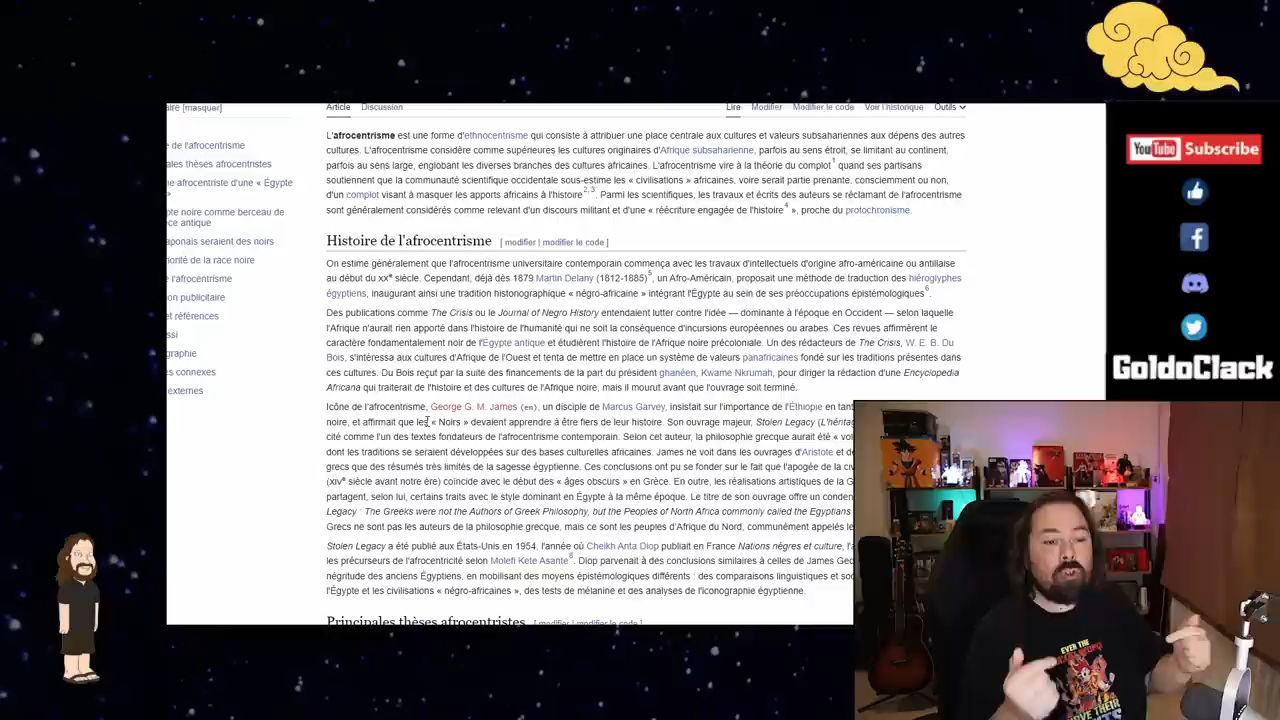 aire [masquer]
Article Discussion Lire Modifier Modifier le code Voir l'historique Outils
e de l'afrocentrisme
ales thèses afrocentristes
ne afrocentriste d'une « Égypte
»
pte noire comme berceau de
ce antique
aponais seraient des noirs
iorité de la race noire
e l'afrocentrisme
on publicitaire
et références
ssi
graphie
s connexes
externes
L'afrocentrisme est une forme d'ethnocentrisme qui consiste à attribuer une place centrale aux cultures et valeurs subsahariennes aux dépens des autres
cultures. L'afrocentrisme considère comme supérieures les cultures originaires d'Afrique subsaharienne, parfois au sens étroit, se limitant au continent,
parfois au sens large, englobant les diverses branches des cultures africaines. L'afrocentrisme vire à la théorie du complot1 quand ses partisans
soutiennent que la communauté scientifique occidentale sous-estime les « civilisations » africaines, voire serait partie prenante, consciemment ou non,
d'un complot visant à masquer les apports africains à l'histoire2, 3. Parmi les scientifiques, les travaux et écrits des auteurs se réclamant de l'afrocentrisme
sont généralement considérés comme relevant d'un discours militant et d'une « réécriture engagée de l'histoire4 », proche du protochronisme.
Histoire de l'afrocentrisme [ modifier | modifier le code ]
On estime généralement que l'afrocentrisme universitaire contemporain commença avec les travaux d'intellectuels d'origine afro-américaine ou antillaise
au début du XXe siècle. Cependant, déjà dès 1879 Martin Delany (1812-1885)5, un Afro-Américain, proposait une méthode de traduction des hiéroglyphes
égyptiens, inaugurant ainsi une tradition historiographique « négro-africaine » intégrant l'Égypte au sein de ses préoccupations épistémologiques6.
Des publications comme The Crisis ou le Journal of Negro History entendaient lutter contre l'idée — dominante à l'époque en Occident — selon laquelle
l'Afrique n'aurait rien apporté dans l'histoire de l'humanité qui ne soit la conséquence d'incursions européennes ou arabes. Ces revues affirmèrent le
caractère fondamentalement noir de l'Égypte antique et étudièrent l'histoire de l'Afrique noire précoloniale. Un des rédacteurs de The Crisis, W. E. B. Du
Bois, s'intéressa aux cultures d'Afrique de l'Ouest et tenta de mettre en place un système de valeurs panafricaines fondé sur les traditions présentes dans
ces cultures. Du Bois reçut par la suite des financements de la part du président ghanéen, Kwame Nkrumah, pour diriger la rédaction d'une Encyclopedia
Africana qui traiterait de l'histoire et des cultures de l'Afrique noire, mais il mourut avant que l'ouvrage soit terminé.
Icône de l'afrocentrisme, George G. M. James (en), un disciple de Marcus Garvey, insistait sur l'importance de l'Éthiopie en tant
noire, et affirmait que les « Noirs » devaient apprendre à être fiers de leur histoire. Son ouvrage majeur, Stolen Legacy (L'hérita
cité comme l'un des textes fondateurs de l'afrocentrisme contemporain. Selon cet auteur, la philosophie grecque aurait été « vol
dont les traditions se seraient développées sur des bases culturelles africaines. James ne voit dans les ouvrages d'Aristote et d
grecs que des résumés très limités de la sagesse égyptienne. Ces conclusions ont pu se fonder sur le fait que l'apogée de la civ
(XIVe siècle avant notre ère) coïncide avec le début des « âges obscurs » en Grèce. En outre, les réalisations artistiques de la G
partagent, selon lui, certains traits avec le style dominant en Égypte à la même époque. Le titre de son ouvrage offre un conden
Legacy : The Greeks were not the Authors of Greek Philosophy, but the Peoples of North Africa commonly called the Egyptians
Grecs ne sont pas les auteurs de la philosophie grecque, mais ce sont les peuples d'Afrique du Nord, communément appelés le
Stolen Legacy a été publié aux États-Unis en 1954, l'année où Cheikh Anta Diop publiait en France Nations nègres et culture, l'a
les précurseurs de l'afrocentricité selon Molefi Kete Asante8. Diop parvenait à des conclusions similaires à celles de James Geo
négritude des anciens Égyptiens, en mobilisant des moyens épistémologiques différents : des comparaisons linguistiques et soc
l'Égypte et les civilisations « négro-africaines », des tests de mélanine et des analyses de l'iconographie égyptienne.
Principales thèses afrocentristes [ modifier | modifier le code ]
YouTube Subscribe
GoldoClack
EVER THE